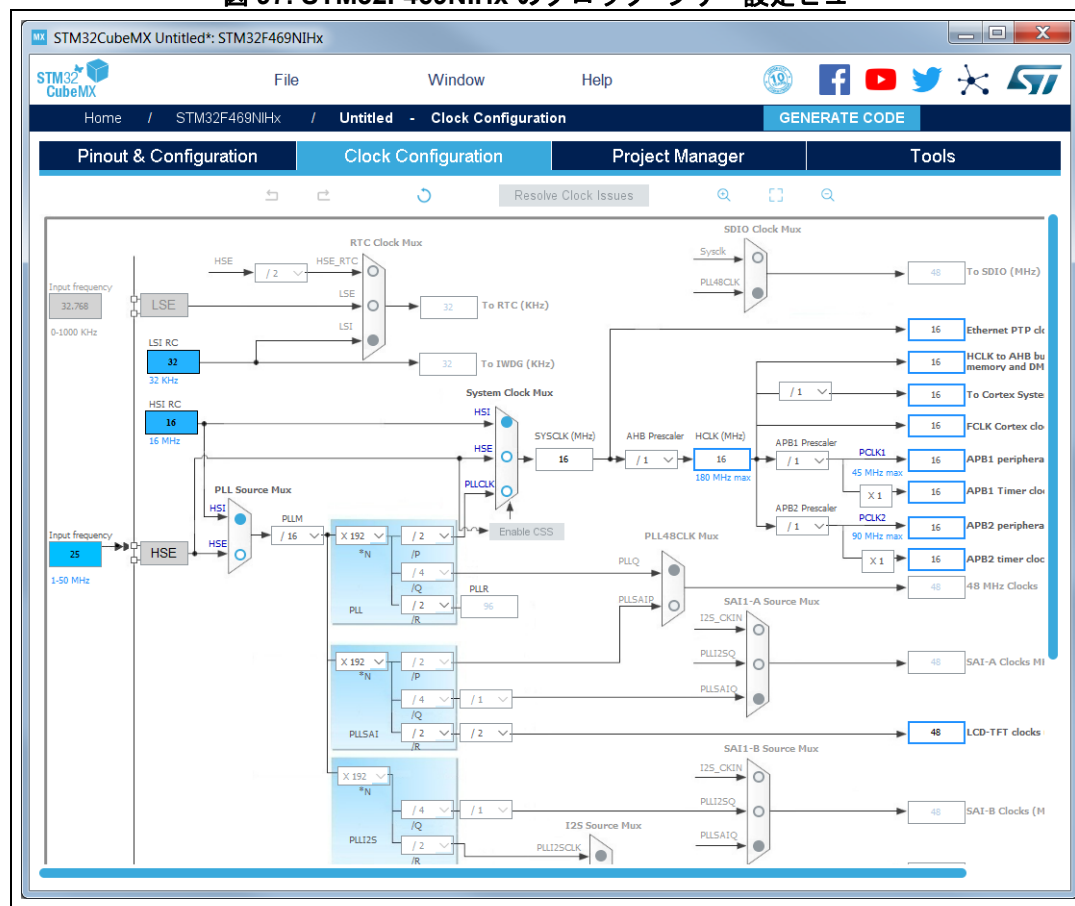 STM32CubeMX Untitled*: STM32F469NIHx
STM32 CubeMX
File Window Help
Home / STM32F469NIHx / Untitled - Clock Configuration GENERATE CODE
Pinout & Configuration Clock Configuration Project Manager Tools
Resolve Clock Issues
SDIO Clock Mux
RTC Clock Mux
Sysclk
HSE / 2 HSE_RTC
48 To SDIO (MHz)
PLL48CLK
Input frequency
32.768
LSE
LSE
32 To RTC (KHz)
0-1000 KHz
LSI
16 Ethernet PTP clo
LSI RC
32
32 KHz
32 To IWDG (KHz)
16 HCLK to AHB bu
memory and DM
System Clock Mux
/ 1 16 To Cortex Syste
HSI RC
16
16 MHz
HSI
16 FCLK Cortex clo
SYSCLK (MHz) AHB Prescaler HCLK (MHz) APB1 Prescaler
HSE
16 / 1 16 / 1 PCLK1 16 APB1 periphera
180 MHz max 45 MHz max
PLLCLK
X 1 16 APB1 Timer clo
PLL Source Mux
HSI
PLLM
APB2 Prescaler
/ 1 PCLK2 16 APB2 periphera
90 MHz max
Input frequency
25
HSE
HSE
/ 16 X 192 / 2 Enable CSS
*N /P
PLL48CLK Mux
X 1 16 APB2 timer cloc
1-50 MHz
PLLQ
/ 4
/Q PLLR
48 48 MHz Clocks
PLL / 2 96
/R
PLLSAIP
SAI1-A Source Mux
I2S_CKIN
PLLI2SQ
48 SAI-A Clocks MI
X 192 / 2
*N /P
PLLSAIQ
/ 4 / 1
/Q
PLLSAI / 2 / 2
/R
48 LCD-TFT clocks
SAI1-B Source Mux
I2S_CKIN
X 192
*N
PLLI2SQ
/ 4 / 1
/Q
48 SAI-B Clocks (M
I2S Source Mux
PLLSAIQ
PLLI2S / 2
/R
PLLI2SCLK